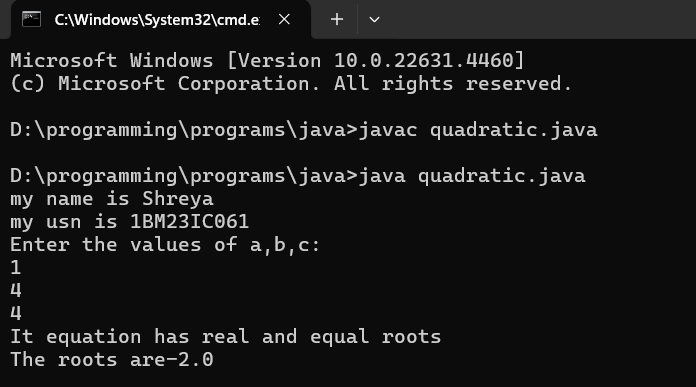 C:\Windows\System32\cmd.e
Microsoft Windows [Version 10.0.22631.4460]
(c) Microsoft Corporation. All rights reserved.
D:\programming\programs\java>javac quadratic.java
D:\programming\programs\java>java quadratic.java
my name is Shreya
my usn is 1BM23IC061
Enter the values of a,b,c:
1
4
4
It equation has real and equal roots
The roots are-2.0